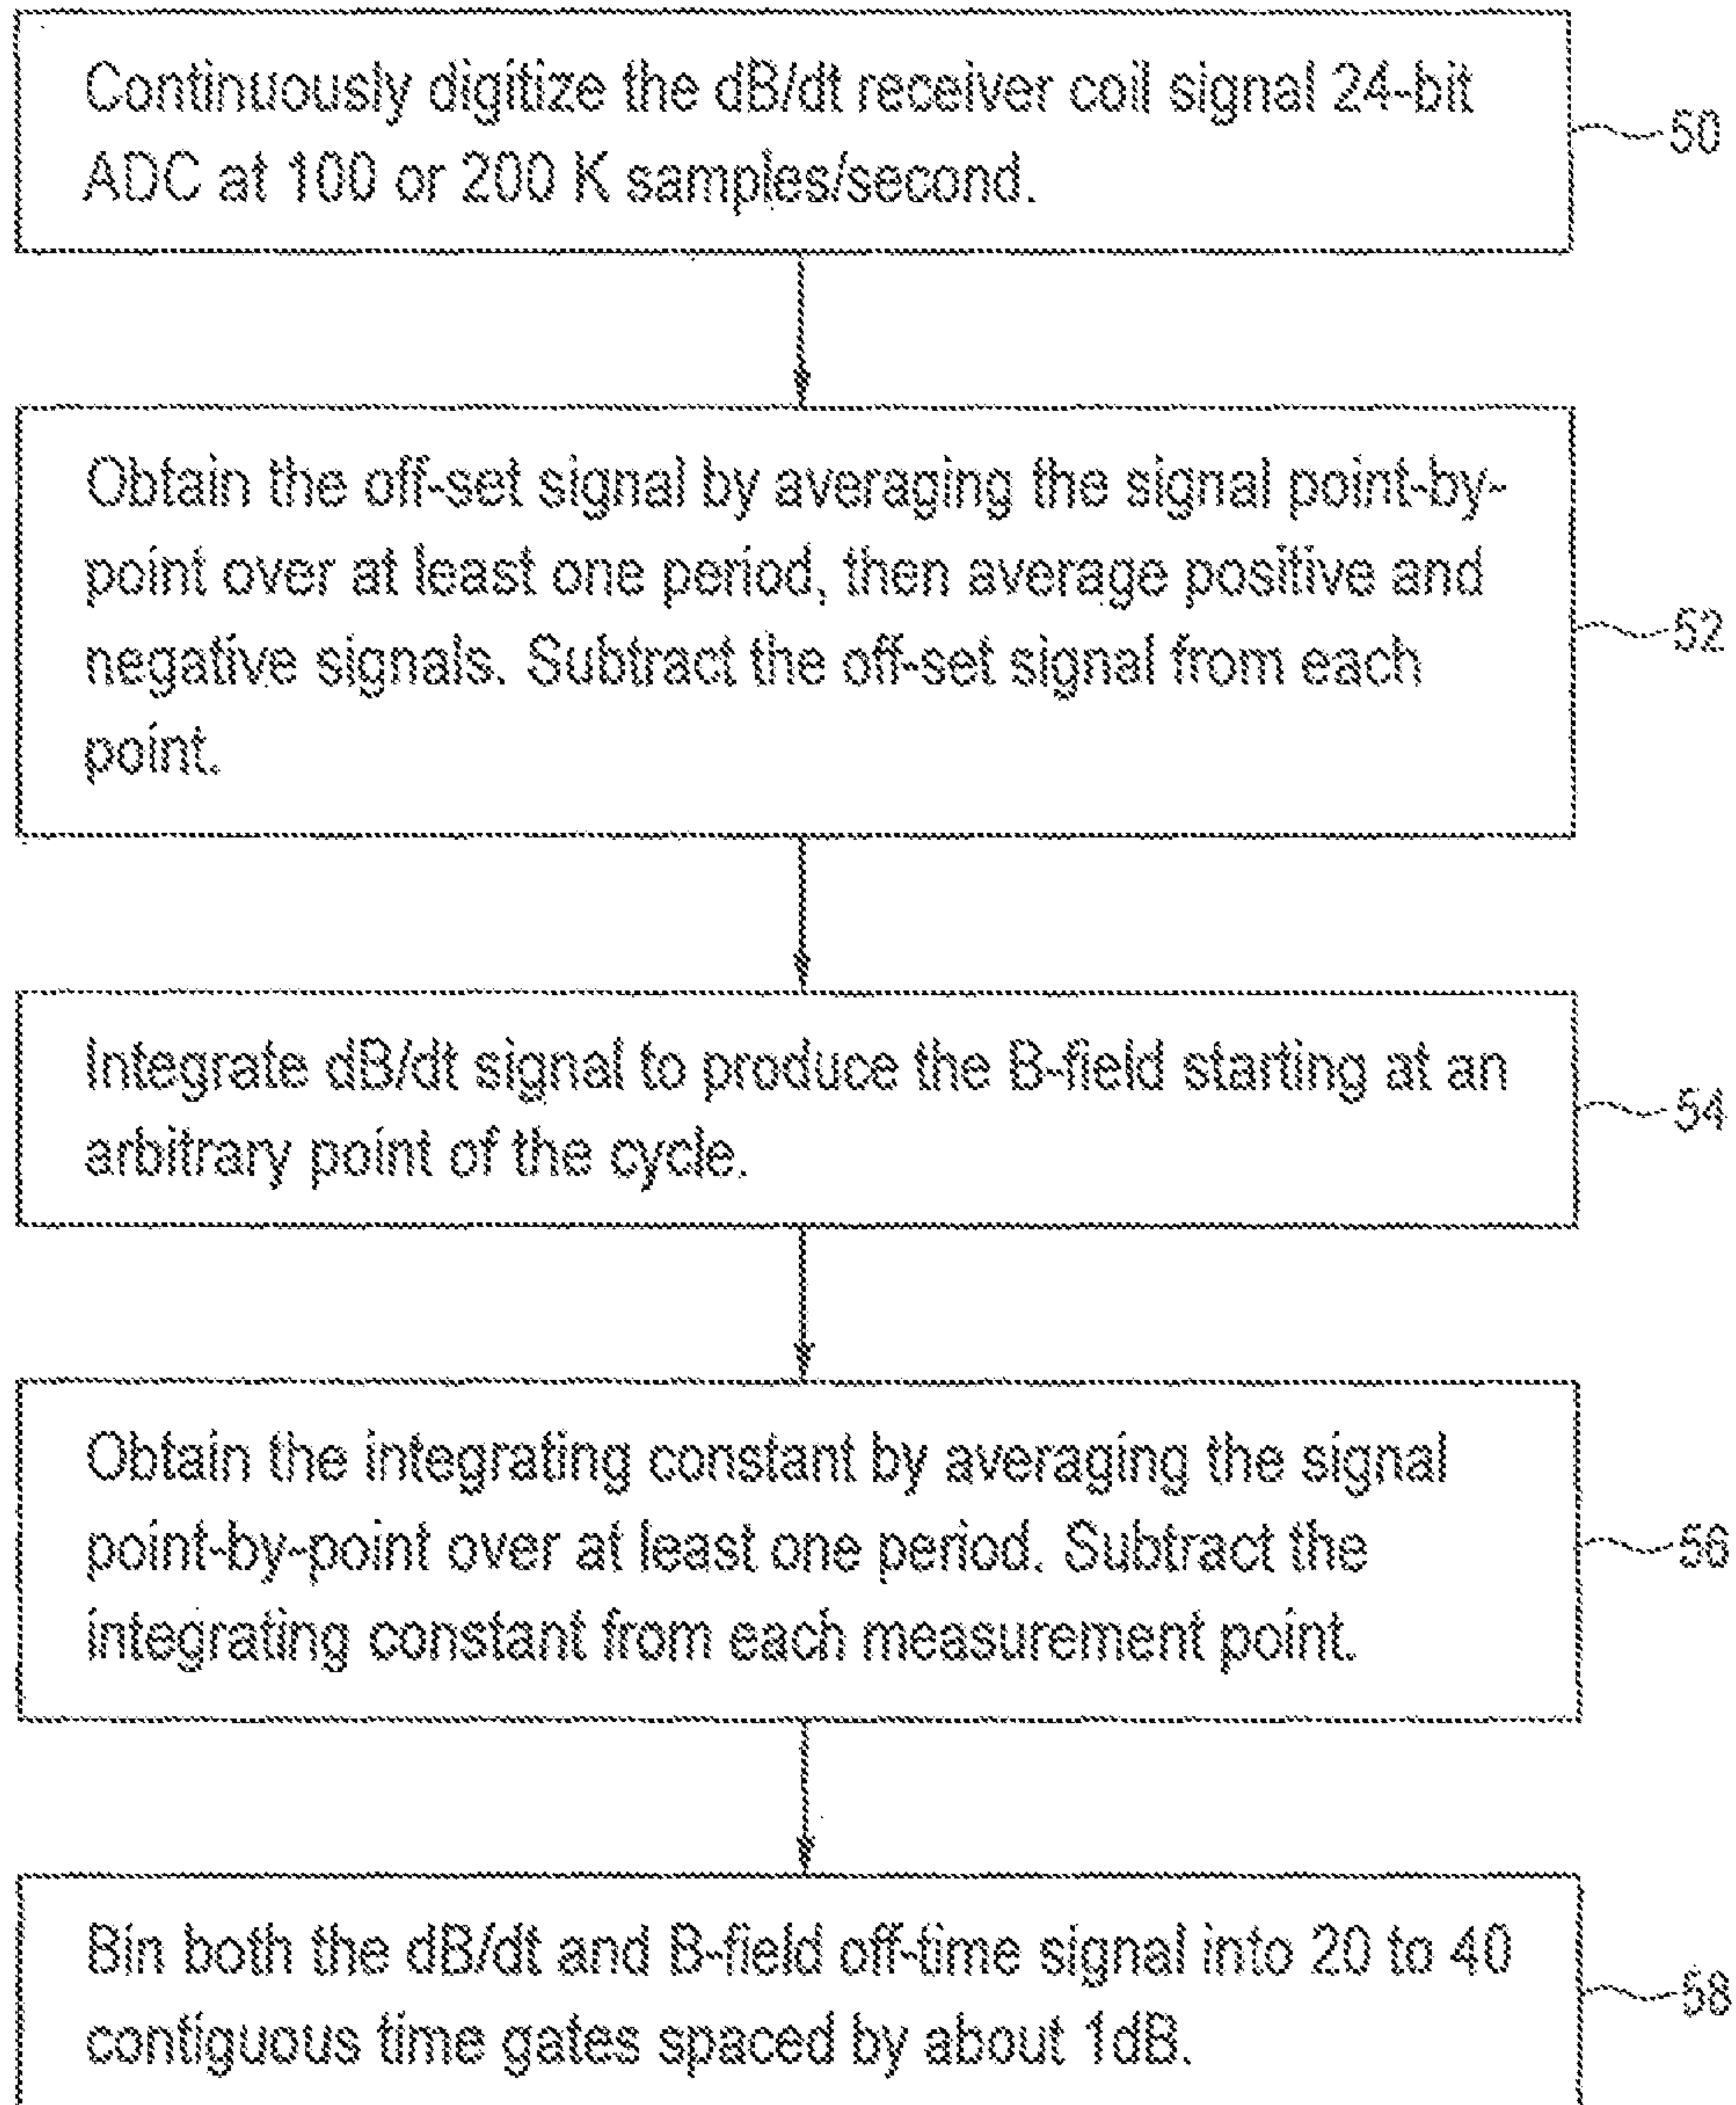 Continuously digitize the dB/dt receiver coil signal 24-bit
ADC at 100 or 200 K samples/second.
50
Obtain the off-set signal by averaging the signal point-by-
point over at least one period, then average positive and
negative signals. Subtract the off-set signal from each
point.
52
Integrate dB/dt signal to produce the B-field starting at an
arbitrary point of the cycle.
54
Obtain the integrating constant by averaging the signal
point-by-point over at least one period. Subtract the
integrating constant from each measurement point.
56
Bin both the dB/dt and B-field off-time signal into 20 to 40
contiguous time gates spaced by about 1dB.
58